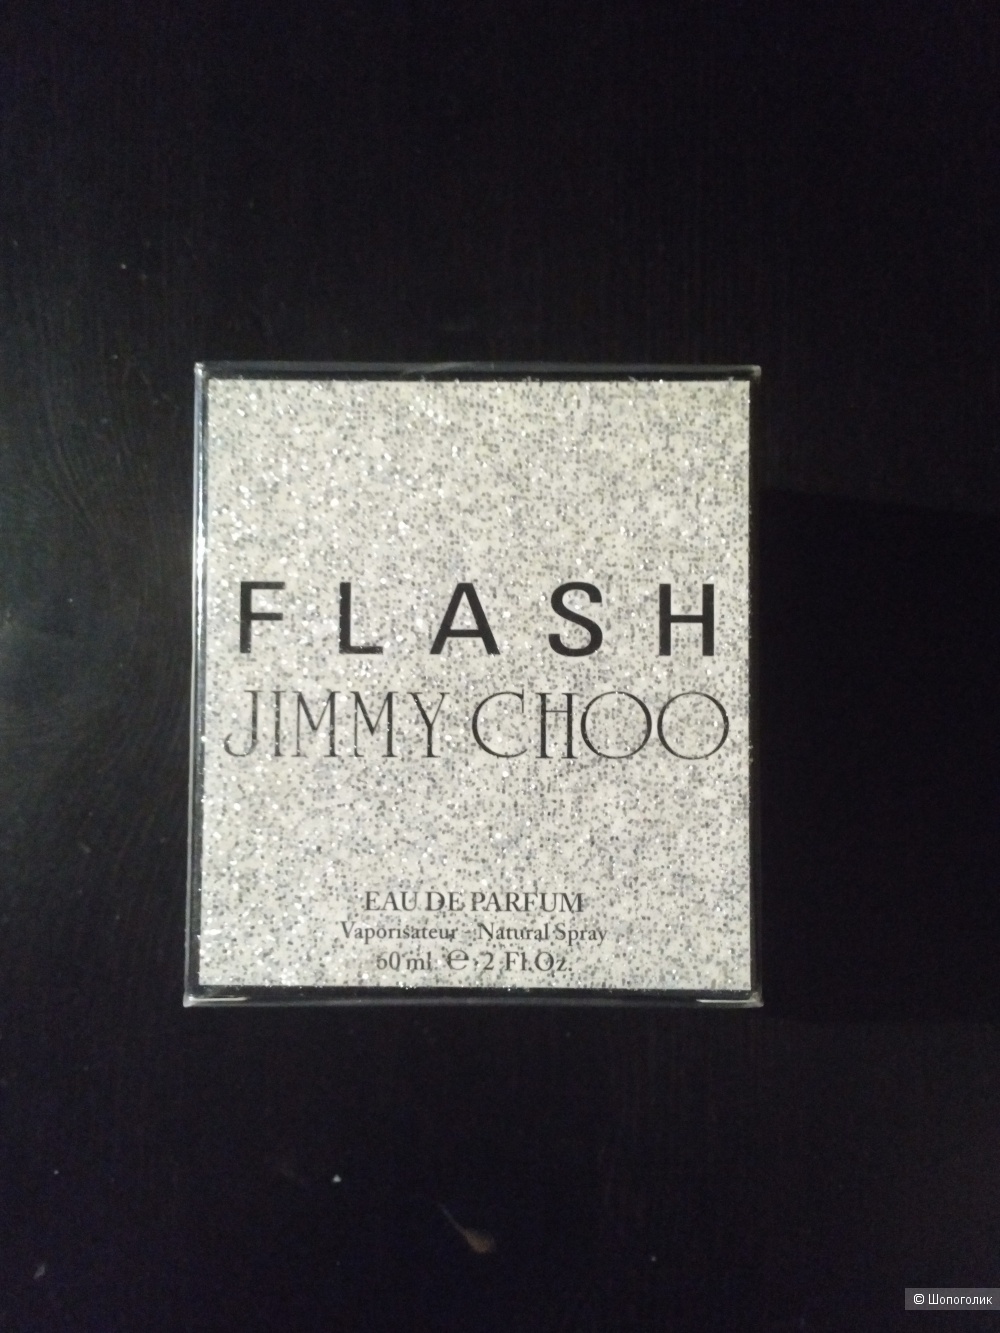 FLASH
JIMMY CHOO
EAU DE PARFUM
Vaporisateur - Natural Spray
60 ml e 2 Fl.Oz.
© Шопоголик